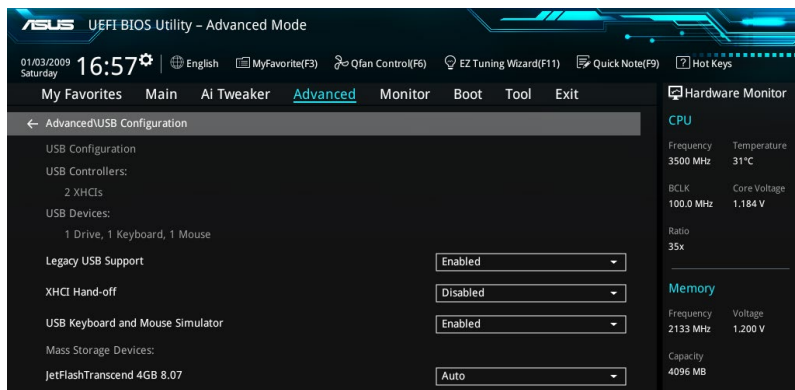 ASUS UEFI BIOS Utility – Advanced Mode
01/03/2009 Saturday 16:57 English MyFavorite(F3) Qfan Control(F6) EZ Tuning Wizard(F11) Quick Note(F9) ? Hot Keys
My Favorites Main Ai Tweaker Advanced Monitor Boot Tool Exit
← Advanced\USB Configuration
USB Configuration
USB Controllers:
2 XHCIs
USB Devices:
1 Drive, 1 Keyboard, 1 Mouse
Legacy USB Support Enabled
XHCI Hand-off Disabled
USB Keyboard and Mouse Simulator Enabled
Mass Storage Devices:
JetFlashTranscend 4GB 8.07 Auto
Hardware Monitor
CPU
Frequency Temperature
3500 MHz 31°C
BCLK Core Voltage
100.0 MHz 1.184 V
Ratio
35x
Memory
Frequency Voltage
2133 MHz 1.200 V
Capacity
4096 MB